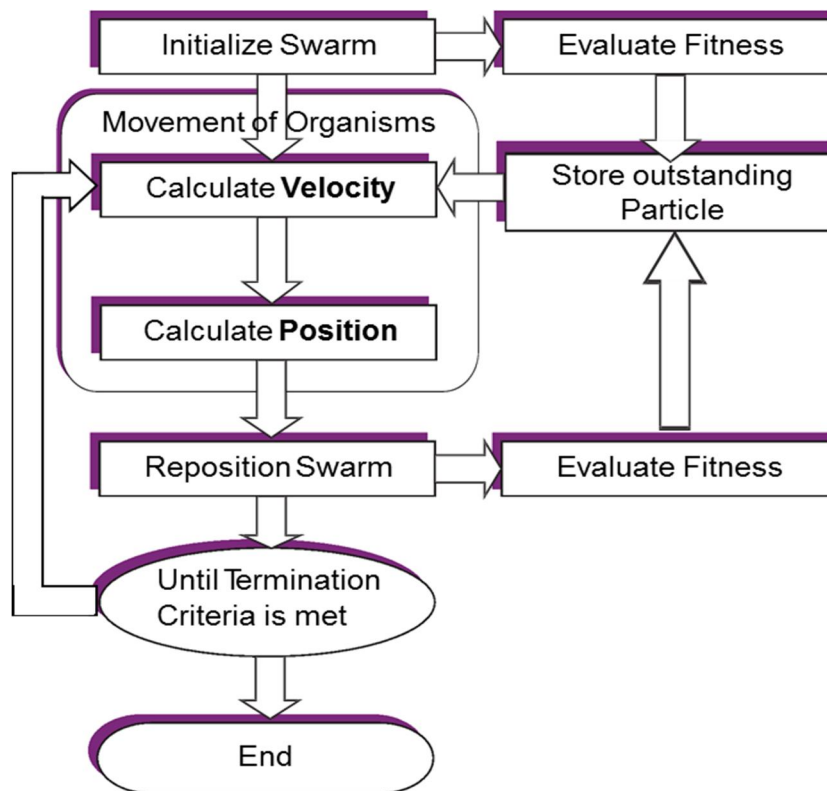 Initialize Swarm
Evaluate Fitness
Movement of Organisms
Calculate Velocity
Store outstanding
Particle
Calculate Position
Reposition Swarm
Evaluate Fitness
Until Termination
Criteria is met
End